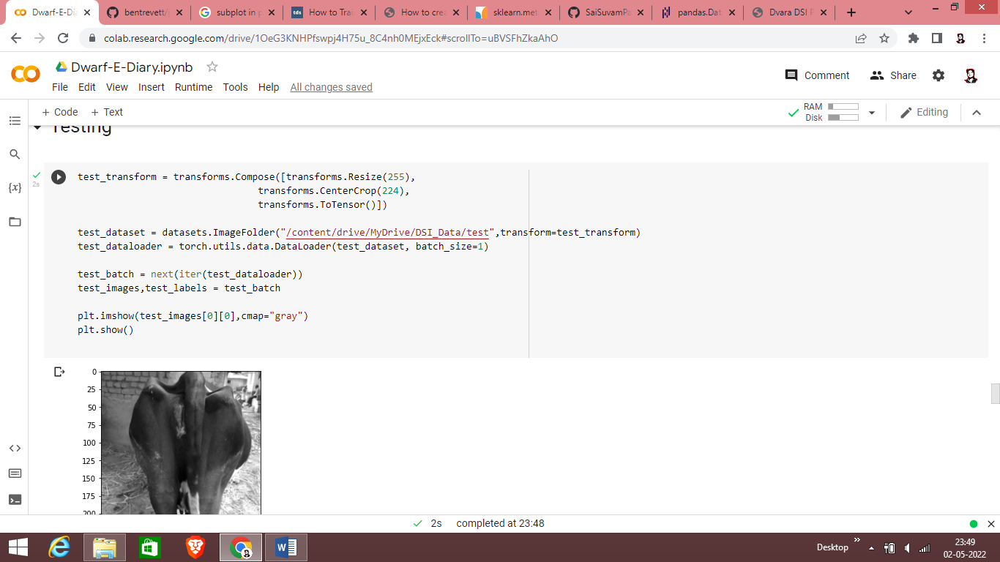 Dwarf-E-Dia
bentrevett/
subplot in p
How to Trai
How to crea
sklearn.met
SaiSuvamPa
pandas.Dat
Dvara DSI P
colab.research.google.com/drive/1OeG3KNHPfswpj4H75u_8C4nh0MEjxEck#scrollTo=uBVSFhZkaAhO
Dwarf-E-Diary.ipynb
Comment
Share
File Edit View Insert Runtime Tools Help All changes saved
+ Code + Text
RAM
Disk
Editing
Testing
2s
test_transform = transforms.Compose([transforms.Resize(255),
transforms.CenterCrop(224),
transforms.ToTensor()])
test_dataset = datasets.ImageFolder("/content/drive/MyDrive/DSI_Data/test",transform=test_transform)
test_dataloader = torch.utils.data.DataLoader(test_dataset, batch_size=1)
test_batch = next(iter(test_dataloader))
test_images,test_labels = test_batch
plt.imshow(test_images[0][0],cmap="gray")
plt.show()
0
25
50
75
100
125
150
175
200
2s completed at 23:48
Desktop
23:49
02-05-2022